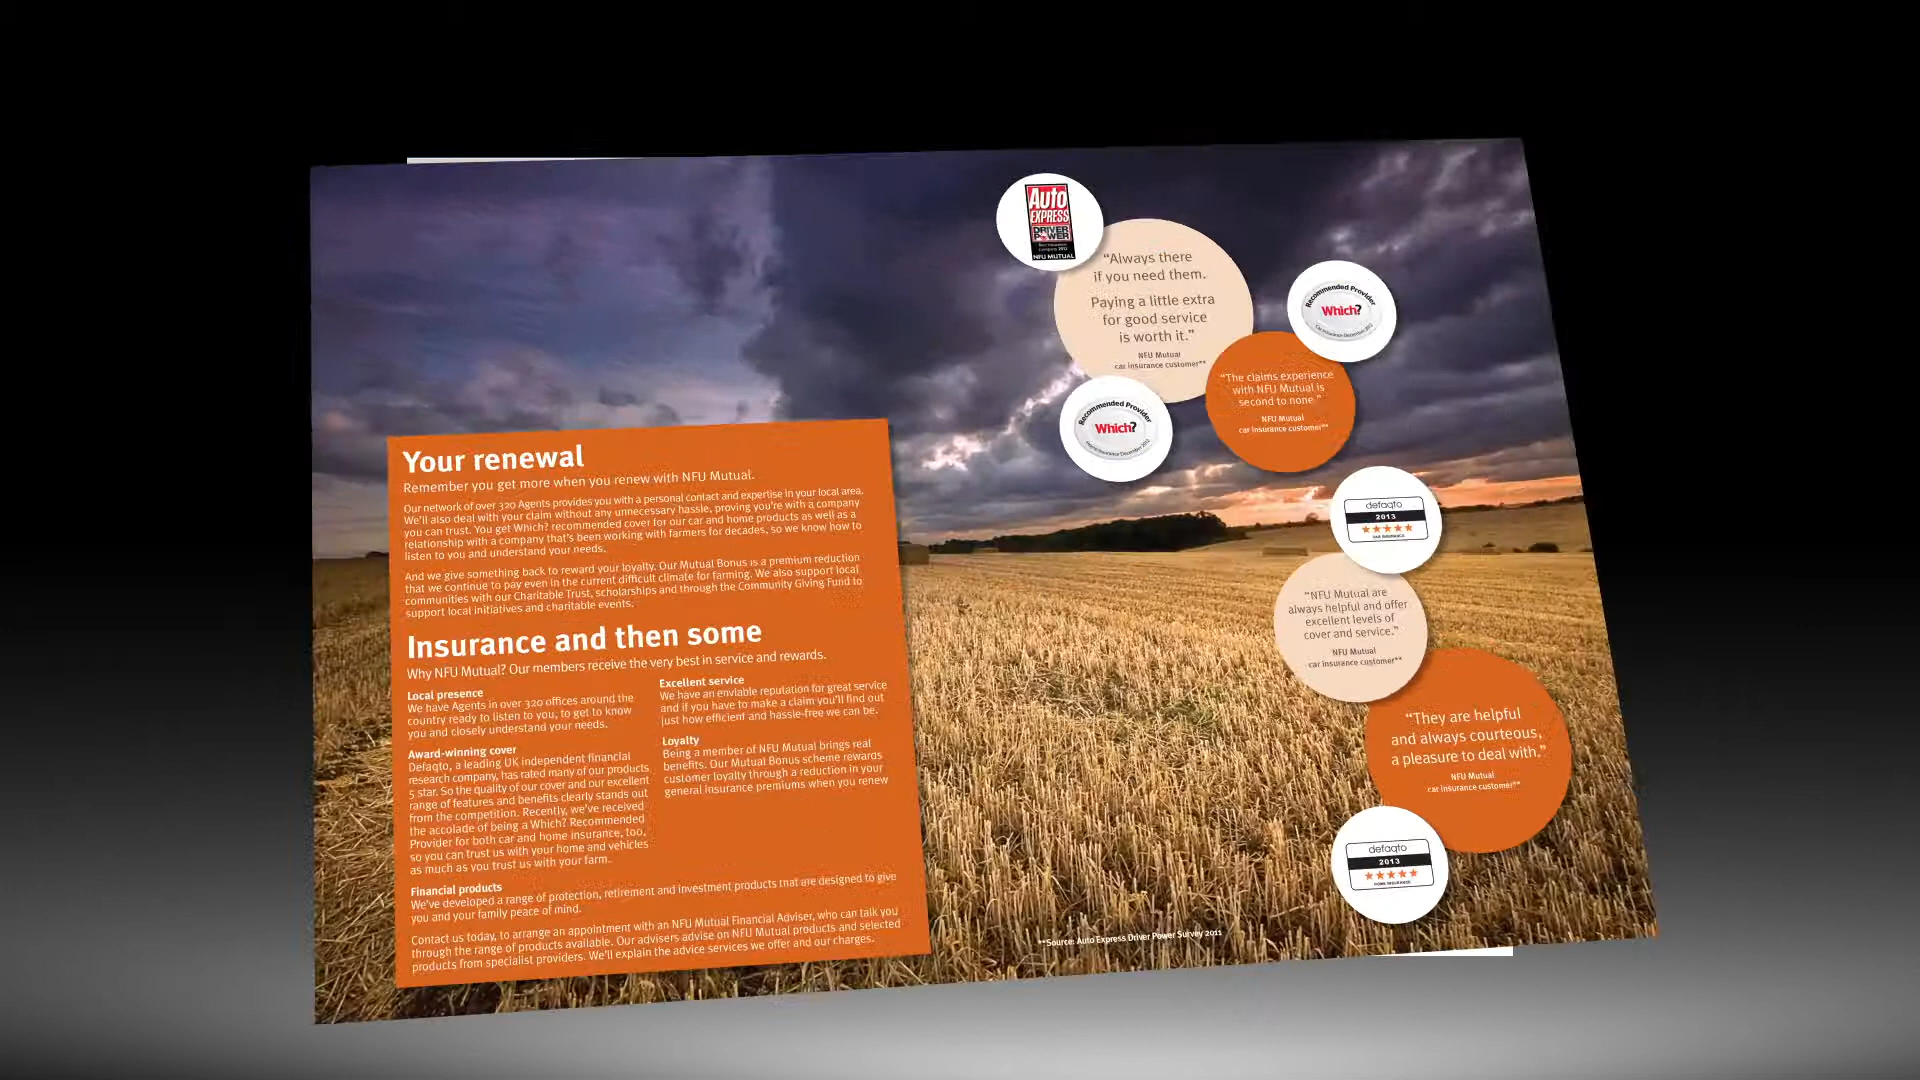 Your renewal
Remember you get more when you renew with NFU Mutual.
Our network of over 320 Agents provides you with a personal contact and expertise in your local area.
We'll also deal with your claim without any unnecessary hassle, proving you're with a company
you can trust. You get Which? recommended cover for our car and home products as well as a
relationship with a company that's been working with farmers for decades, so we know how to
listen to you and understand your needs.
And we give something back to reward your loyalty. Our Mutual Bonus is a premium reduction
that we continue to pay even in the current difficult climate for farming. We also support local
communities with our Charitable Trust, scholarships and through the Community Giving Fund to
support local initiatives and charitable events.
Insurance and then some
Why NFU Mutual? Our members receive the very best in service and rewards.
Local presence
We have Agents in over 320 offices around the
country ready to listen to you, to get to know
you and closely understand your needs.
Award-winning cover
Defaqto, a leading UK independent financial
research company, has rated many of our products
5 star. So the quality of our cover and our excellent
range of features and benefits clearly stands out
from the competition. Recently, we've received
the accolade of being a Which? Recommended
Provider for both car and home insurance, too,
so you can trust us with your home and vehicles
as much as you trust us with your farm.
Excellent service
We have an enviable reputation for great service
and if you have to make a claim you'll find out
just how efficient and hassle-free we can be.
Loyalty
Being a member of NFU Mutual brings real
benefits. Our Mutual Bonus scheme rewards
customer loyalty through a reduction in your
general insurance premiums when you renew
Financial products
We've developed a range of protection, retirement and investment products that are designed to give
you and your family peace of mind.
Contact us today, to arrange an appointment with an NFU Mutual Financial Adviser, who can talk you
through the range of products available. Our advisers advise on NFU Mutual products and selected
products from specialist providers. We'll explain the advice services we offer and our charges.
Auto
EXPRESS
DRIVER
POWER
Best Insurance
Company 2012
NFU MUTUAL
"Always there
if you need them.
Paying a little extra
for good service
is worth it."
NFU Mutual
car insurance customer**
Recommended Provider
Which?
Car Insurance December 2012
"The claims experience
with NFU Mutual is
second to none."
NFU Mutual
car insurance customer**
Recommended Provider
Which?
Home Insurance December 2012
defaqto
2013
CAR INSURANCE
"NFU Mutual are
always helpful and offer
excellent levels of
cover and service."
NFU Mutual
car insurance customer**
"They are helpful
and always courteous,
a pleasure to deal with."
NFU Mutual
car insurance customer**
defaqto
2013
HOME INSURANCE
**Source: Auto Express Driver Power Survey 2011